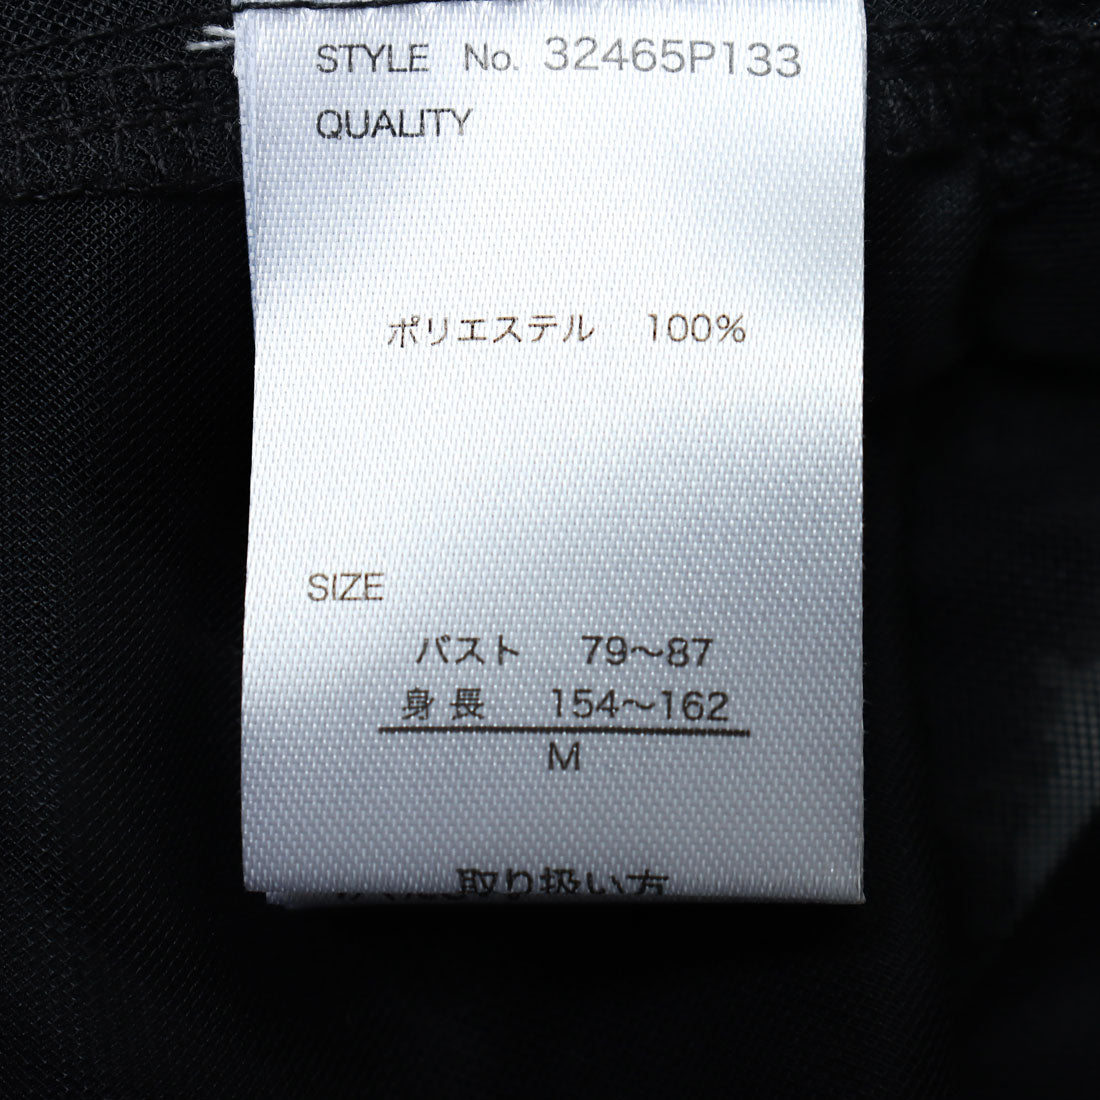 STYLE No. 32465P133
QUALITY
ポリエステル 100%
SIZE
バスト 79～87
身長 154～162
M
取り扱い方